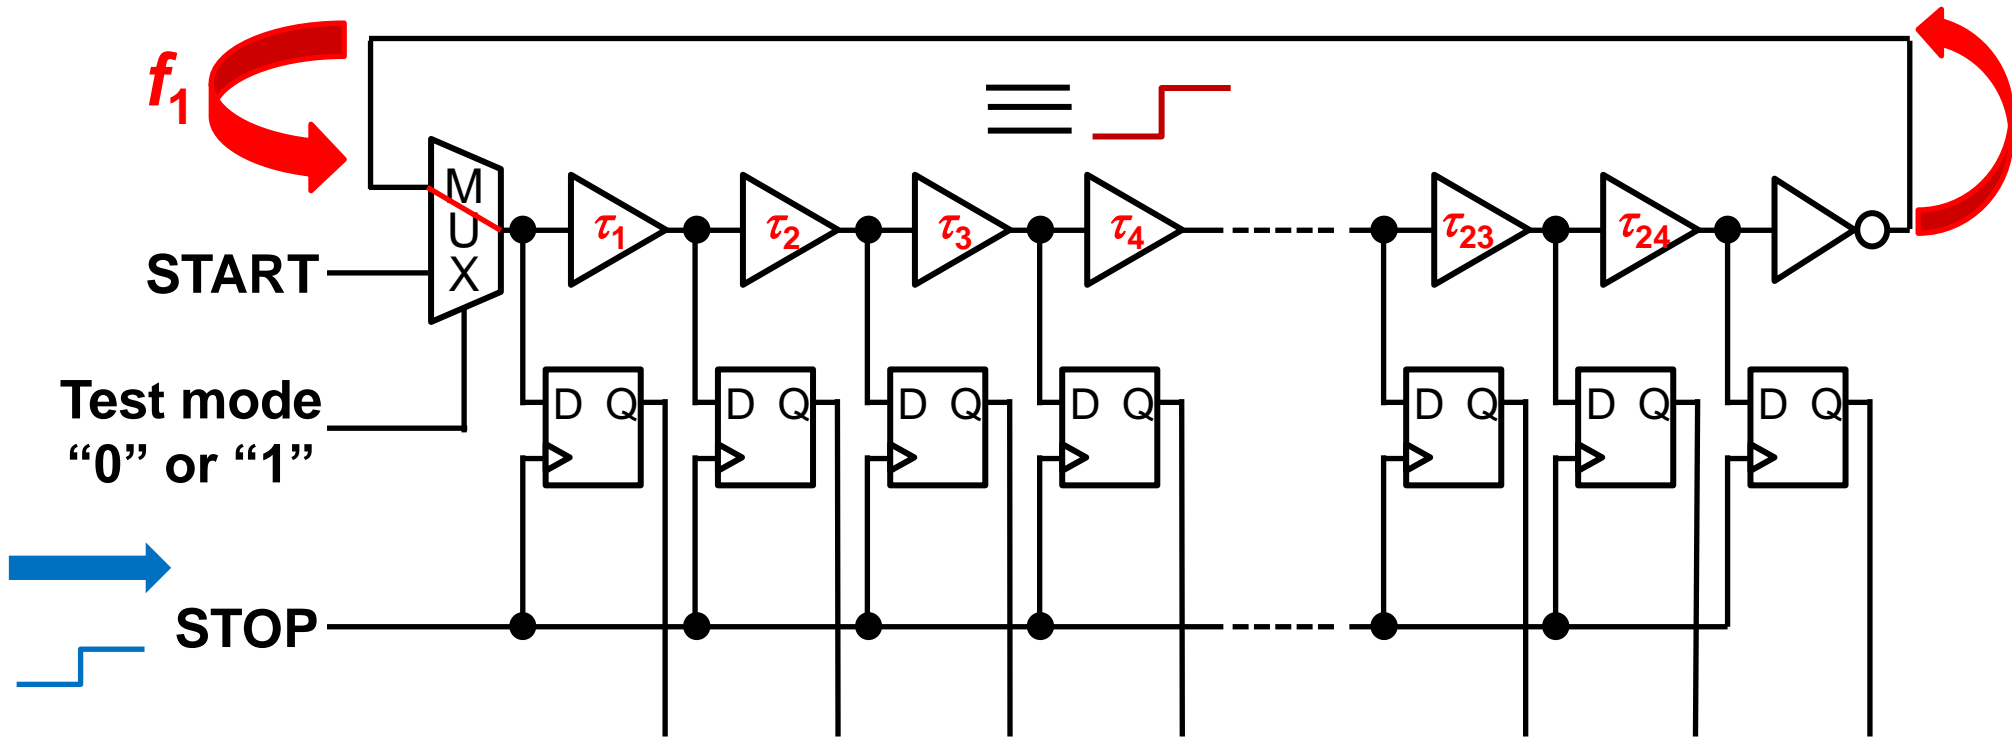 f1
M
U
X
τ1
τ2
τ3
τ4
τ23
τ24
START
Test mode
“0” or “1”
D Q
D Q
D Q
D Q
D Q
D Q
D Q
STOP